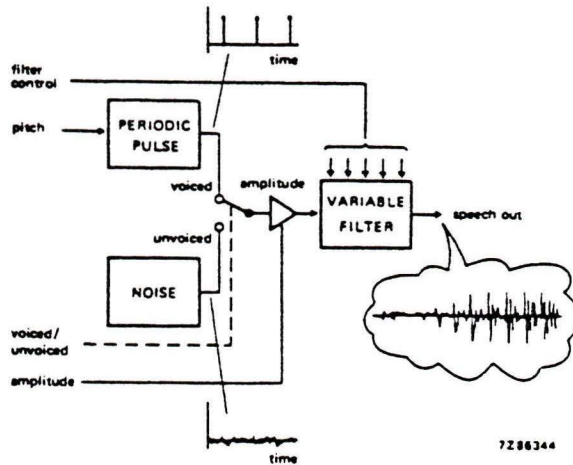 time
filter
control
pitch
PERIODIC
PULSE
voiced
amplitude
VARIABLE
FILTER
speech out
unvoiced
NOISE
voiced/
unvoiced
amplitude
time
7Z86344